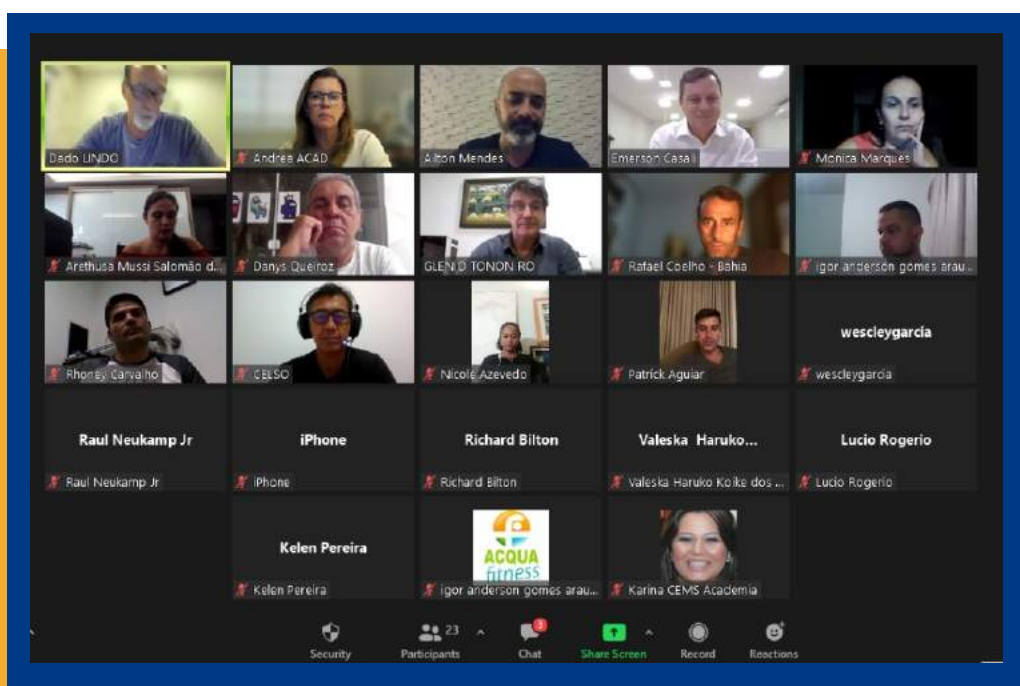 Dado LINDO
Andrea ACAD
Ailton Mendes
Emerson Casali
Monica Marques
Arethusa Mussi Salomão d...
Danys Queiroz
GLENIO TONON RO
Rafael Coelho - Bahia
igor anderson gomes arau...
Rhoney Carvalho
CELSO
Nicole Azevedo
Patrick Aguiar
wescleygarcia
wescleygarcia
Raul Neukamp Jr
iPhone
Richard Bilton
Valeska Haruko...
Lucio Rogerio
Raul Neukamp Jr
iPhone
Richard Bilton
Valeska Haruko Koike dos ...
Lucio Rogerio
Kelen Pereira
ACQUA
fitness
Kelen Pereira
igor anderson gomes arau...
Karina CEMS Academia
23
3
Security
Participants
Chat
Share Screen
Record
Reactions